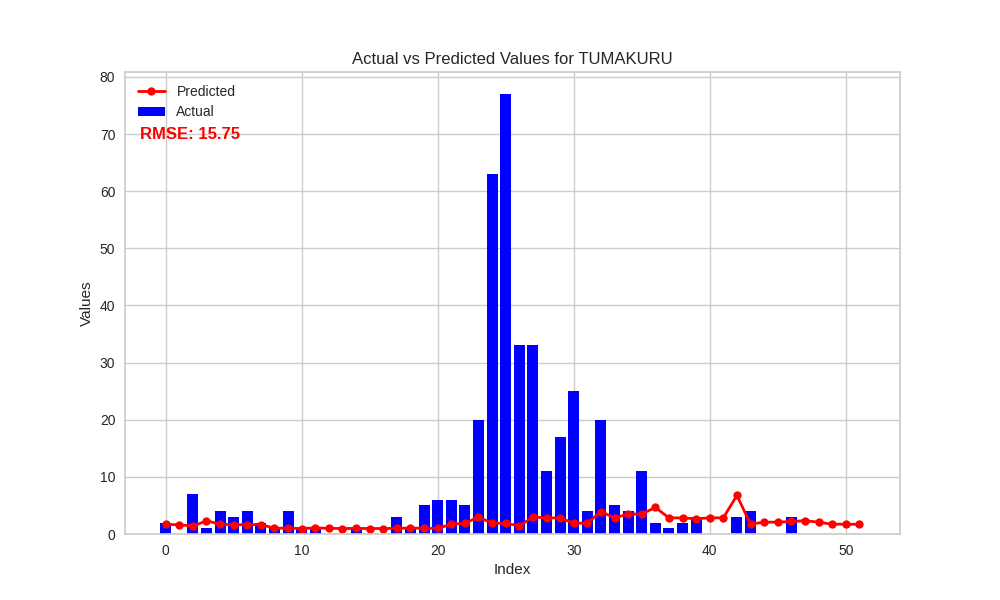 Actual vs Predicted Values for TUMAKURU
80
70
60
50
40
30
20
10
0
Values
Predicted
Actual
RMSE: 15.75
0 10 20 30 40 50
Index